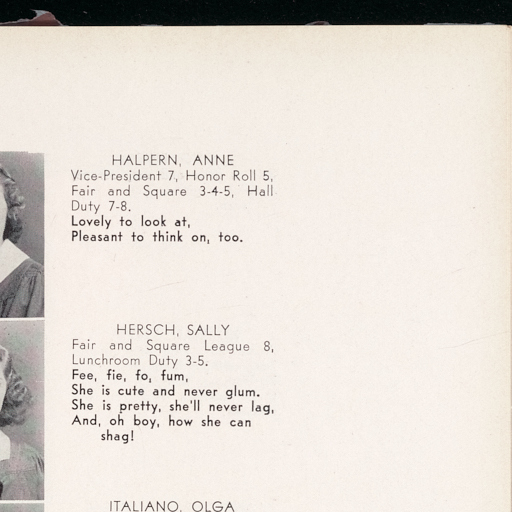 HALPERN, ANNE
Vice-President 7, Honor Roll 5,
Fair and Square 3-4-5, Hall
Duty 7-8.
Lovely to look at,
Pleasant to think on, too.
HERSCH, SALLY
Fair and Square League 8,
Lunchroom Duty 3-5.
Fee, fie, fo, fum,
She is cute and never glum.
She is pretty, she'll never lag,
And, oh boy, how she can
shag!
ITALIANO, OLGA